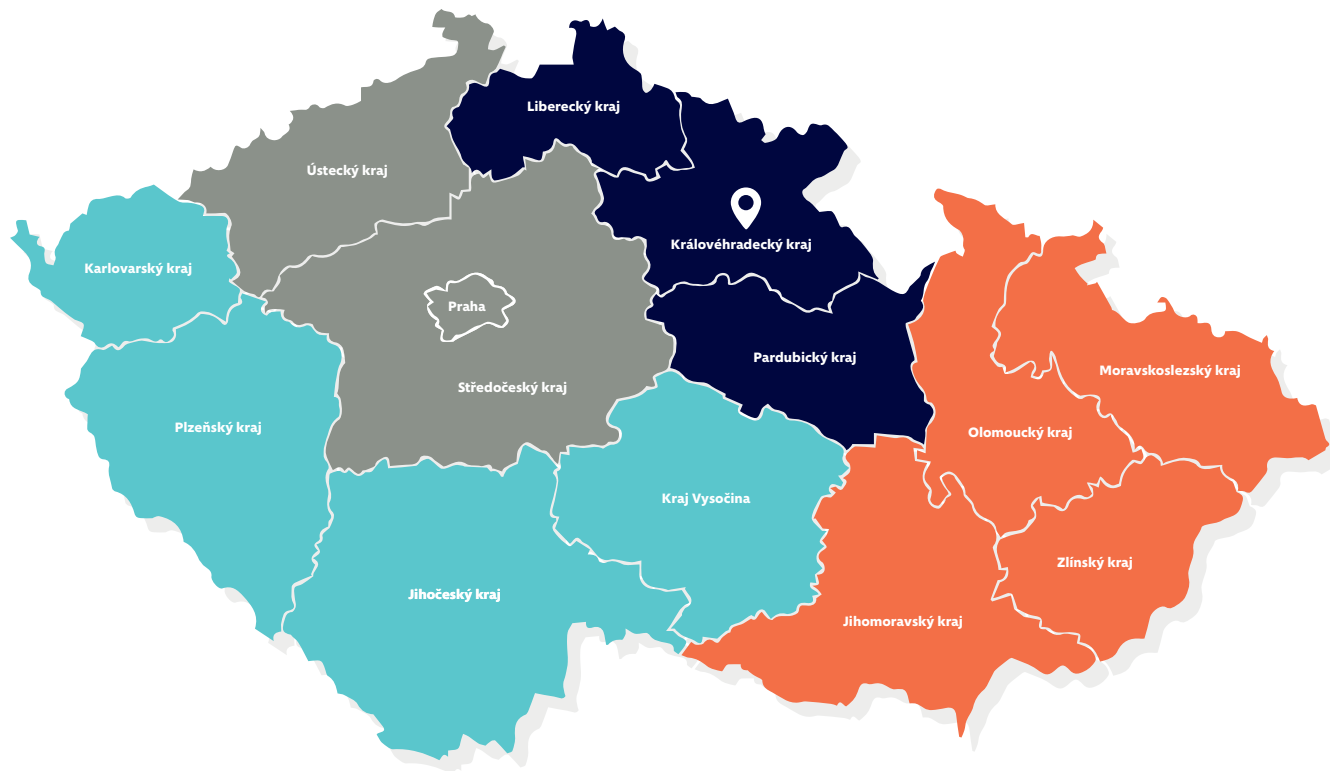 Liberecký kraj
Ústecký kraj
Královéhradecký kraj
Karlovarský kraj
Praha
Pardubický kraj
Moravskoslezský kraj
Středočeský kraj
Plzeňský kraj
Olomoucký kraj
Kraj Vysočina
Zlínský kraj
Jihočeský kraj
Jihomoravský kraj